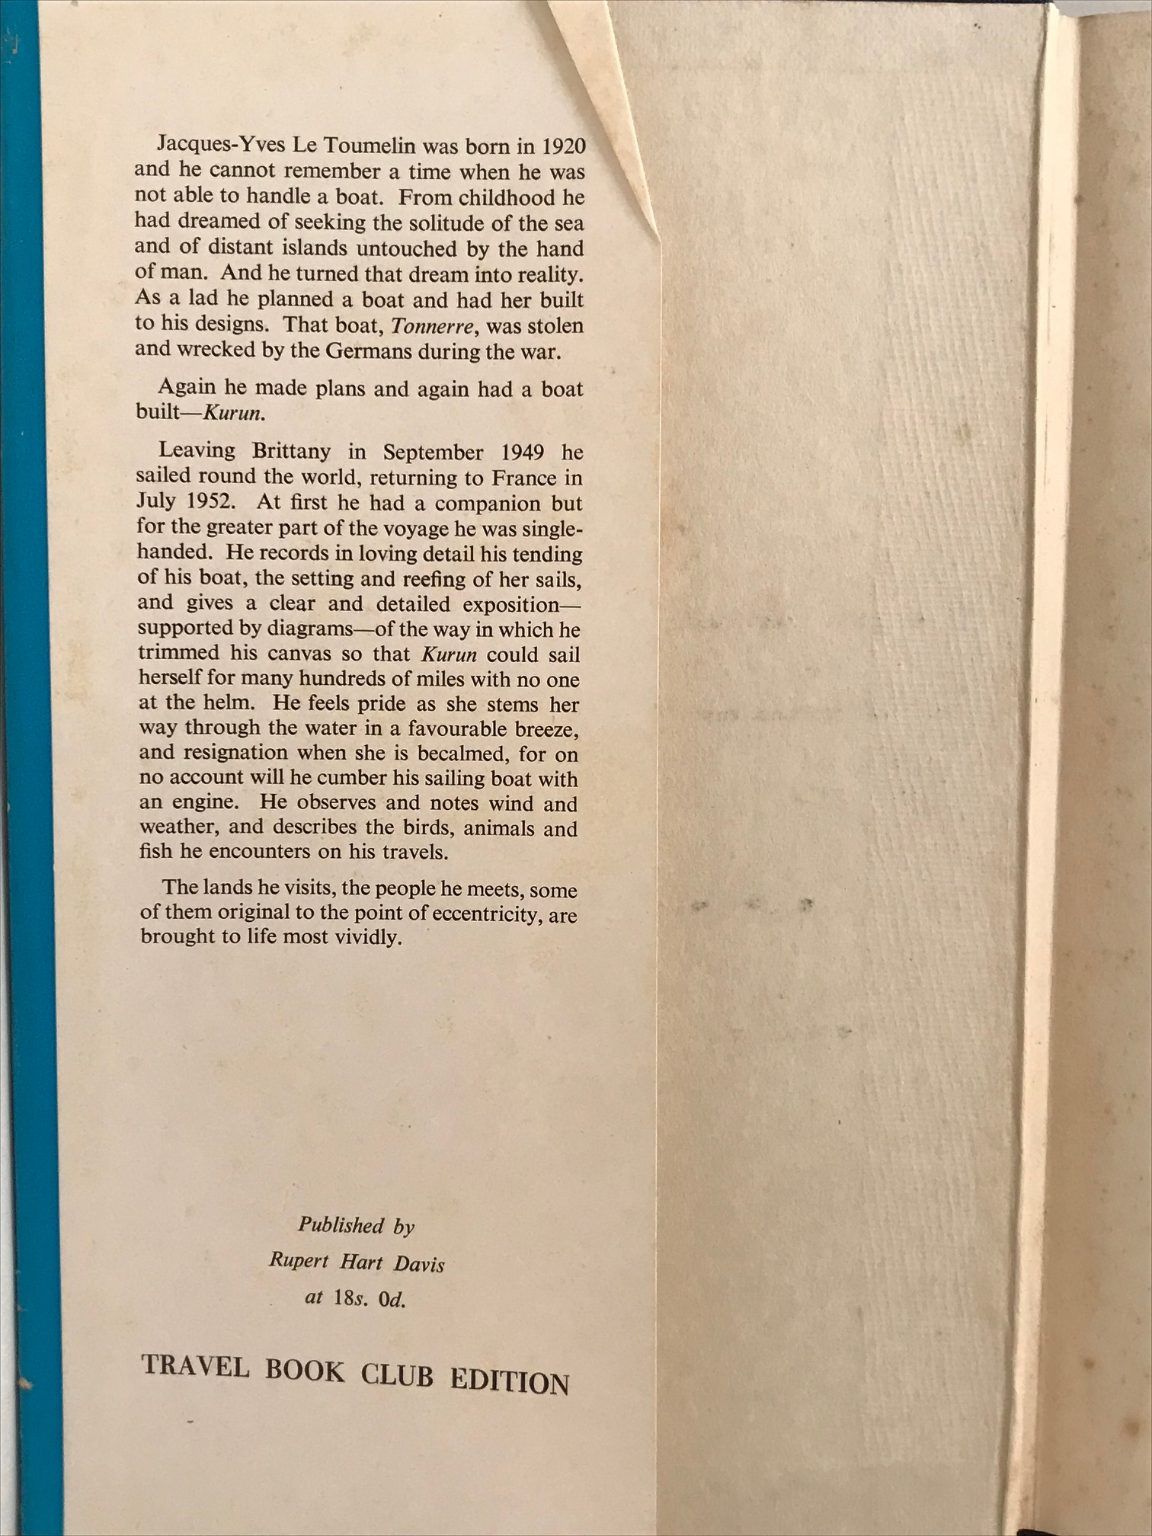 Jacques-Yves Le Toumelin was born in 1920
and he cannot remember a time when he was
not able to handle a boat. From childhood he
had dreamed of seeking the solitude of the sea
and of distant islands untouched by the hand
of man. And he turned that dream into reality.
As a lad he planned a boat and had her built
to his designs. That boat, Tonnerre, was stolen
and wrecked by the Germans during the war.
Again he made plans and again had a boat
built—Kurun.
Leaving Brittany in September 1949 he
sailed round the world, returning to France in
July 1952. At first he had a companion but
for the greater part of the voyage he was single-
handed. He records in loving detail his tending
of his boat, the setting and reefing of her sails,
and gives a clear and detailed exposition—
supported by diagrams—of the way in which he
trimmed his canvas so that Kurun could sail
herself for many hundreds of miles with no one
at the helm. He feels pride as she stems her
way through the water in a favourable breeze,
and resignation when she is becalmed, for on
no account will he cumber his sailing boat with
an engine. He observes and notes wind and
weather, and describes the birds, animals and
fish he encounters on his travels.
The lands he visits, the people he meets, some
of them original to the point of eccentricity, are
brought to life most vividly.
Published by
Rupert Hart Davis
at 18s. 0d.
TRAVEL BOOK CLUB EDITION